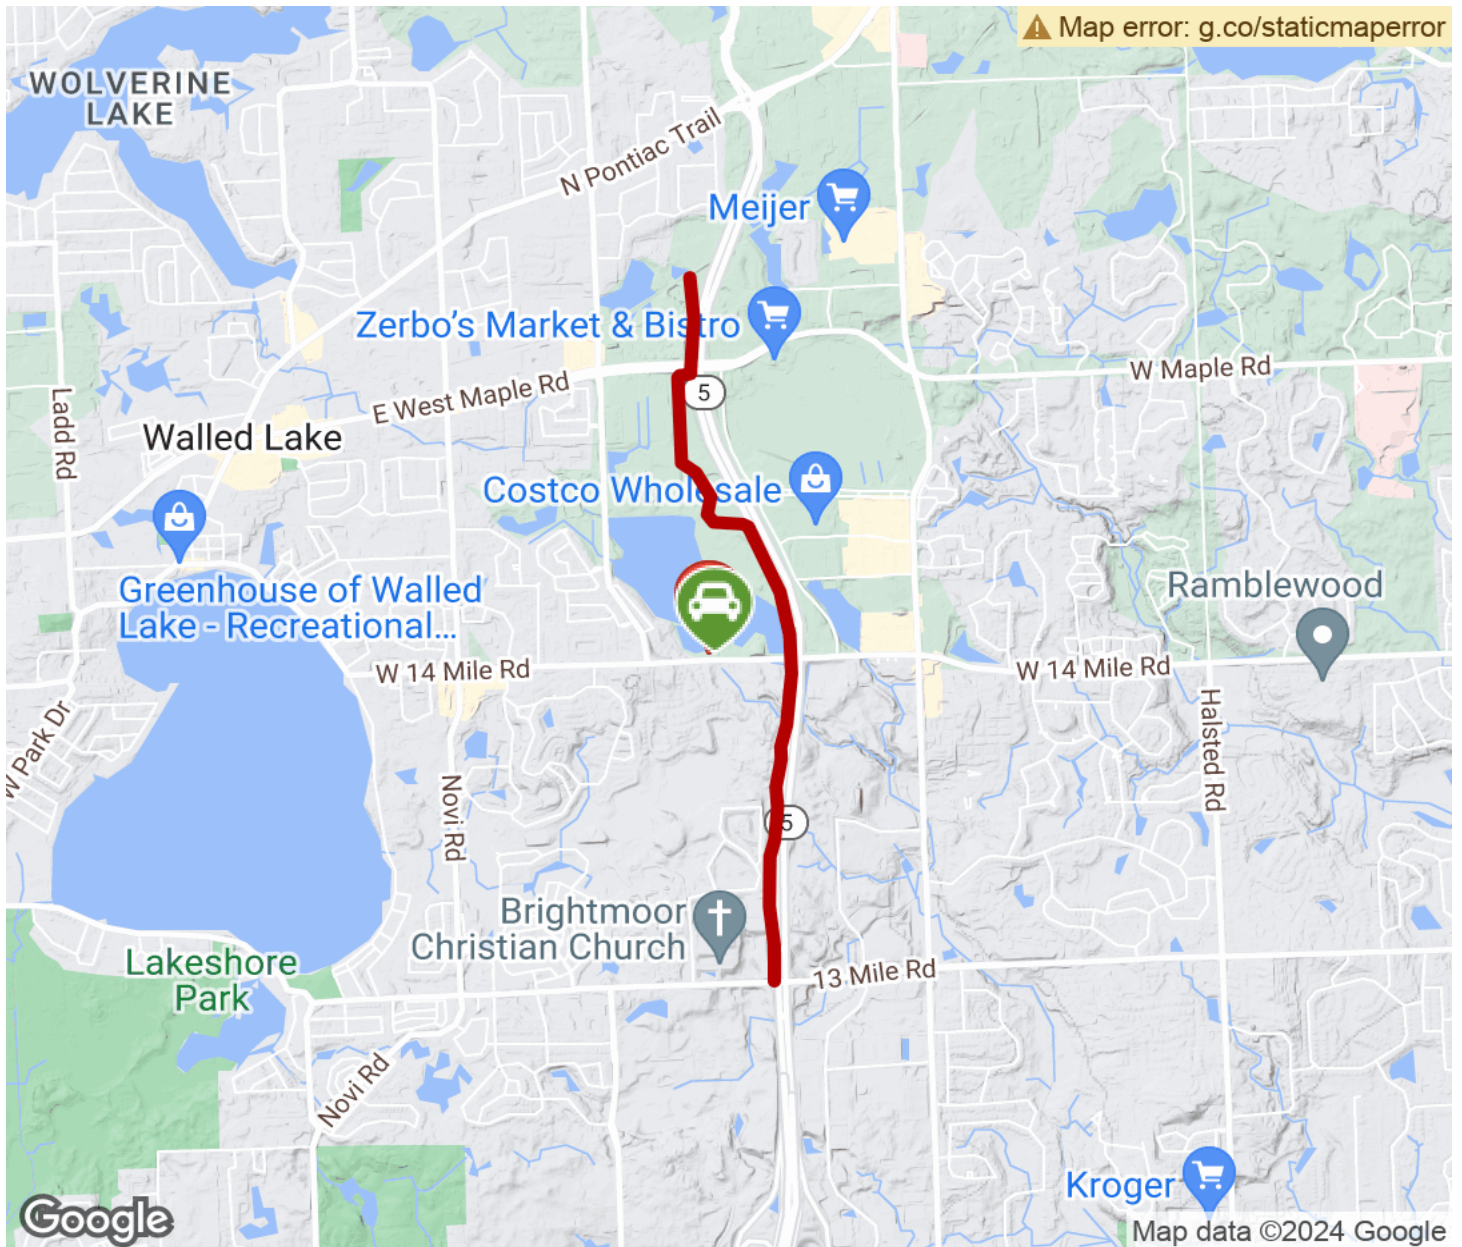 Map error: g.co/staticmaperror
WOLVERINE
LAKE
N Pontiac Trail
Meijer
Zerbo's Market & Bistro
W Maple Rd
E West Maple Rd
5
Ladd Rd
Walled Lake
Costco Wholesale
Greenhouse of Walled
Lake - Recreational...
Ramblewood
W 14 Mile Rd
W 14 Mile Rd
W Park Dr
Novi Rd
Halsted Rd
5
Brightmoor
Christian Church
Lakeshore
Park
13 Mile Rd
Novi Rd
Kroger
Google
Map data ©2024 Google